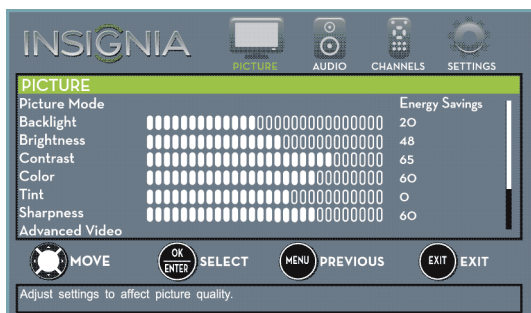 INSIGNIA
PICTURE AUDIO CHANNELS SETTINGS
PICTURE
Picture Mode Energy Savings
Backlight 20
Brightness 48
Contrast 65
Color 60
Tint 0
Sharpness 60
Advanced Video
MOVE OK ENTER SELECT MENU PREVIOUS EXIT EXIT
Adjust settings to affect picture quality.